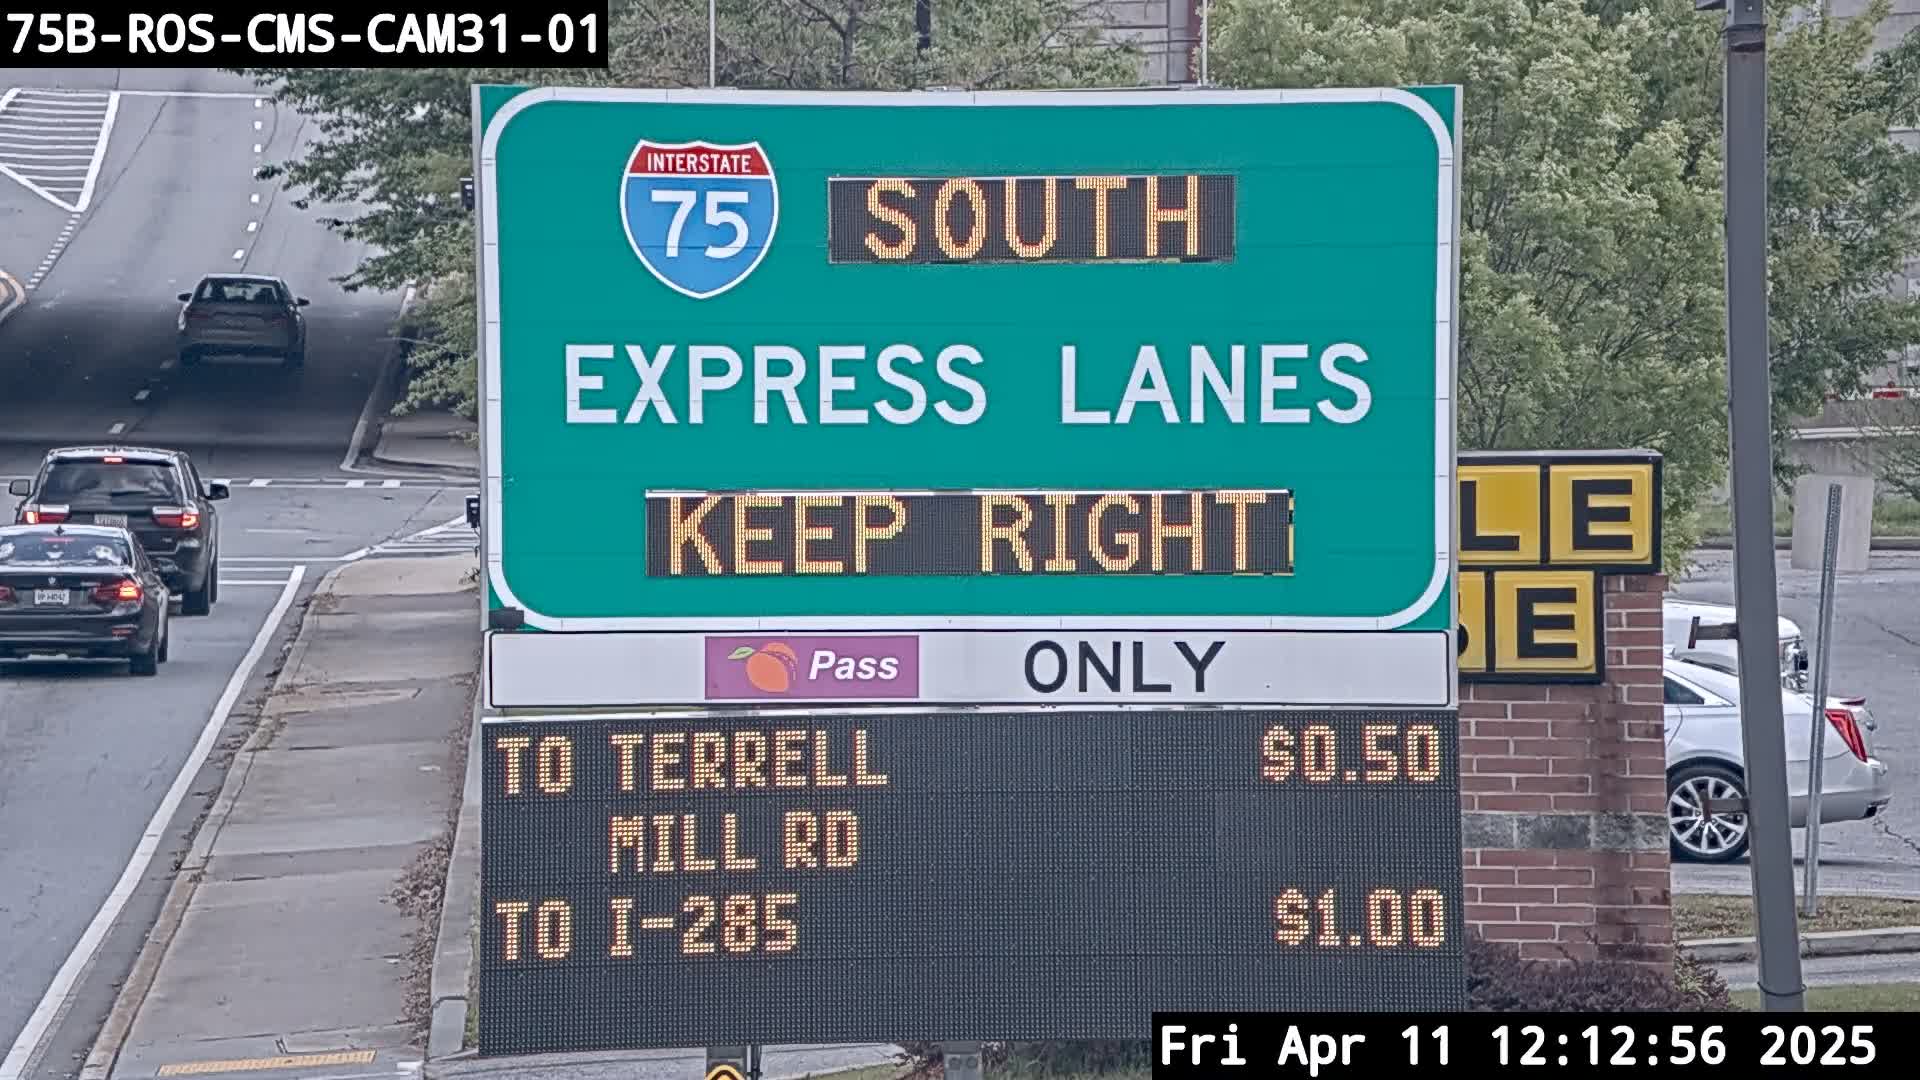 75B-ROS-CMS-CAM31-01
INTERSTATE
75
SOUTH
EXPRESS LANES
KEEP RIGHT
LE
E
Pass
ONLY
TO TERRELL $0.50
MILL RD
TO I-285 $1.00
Fri Apr 11 12:12:56 2025